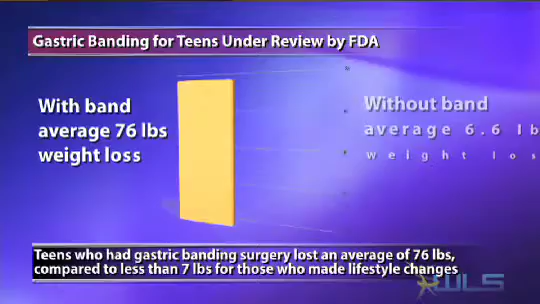 Gastric Banding for Teens Under Review by FDA
With band
average 76 lbs
weight loss
Without band
average 6.6 lb
weight los
Teens who had gastric banding surgery lost an average of 76 lbs,
compared to less than 7 lbs for those who made lifestyle changes
WLS